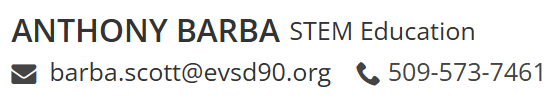 ANTHONY BARBA STEM Education
barba.scott@evsd90.org 509-573-7461